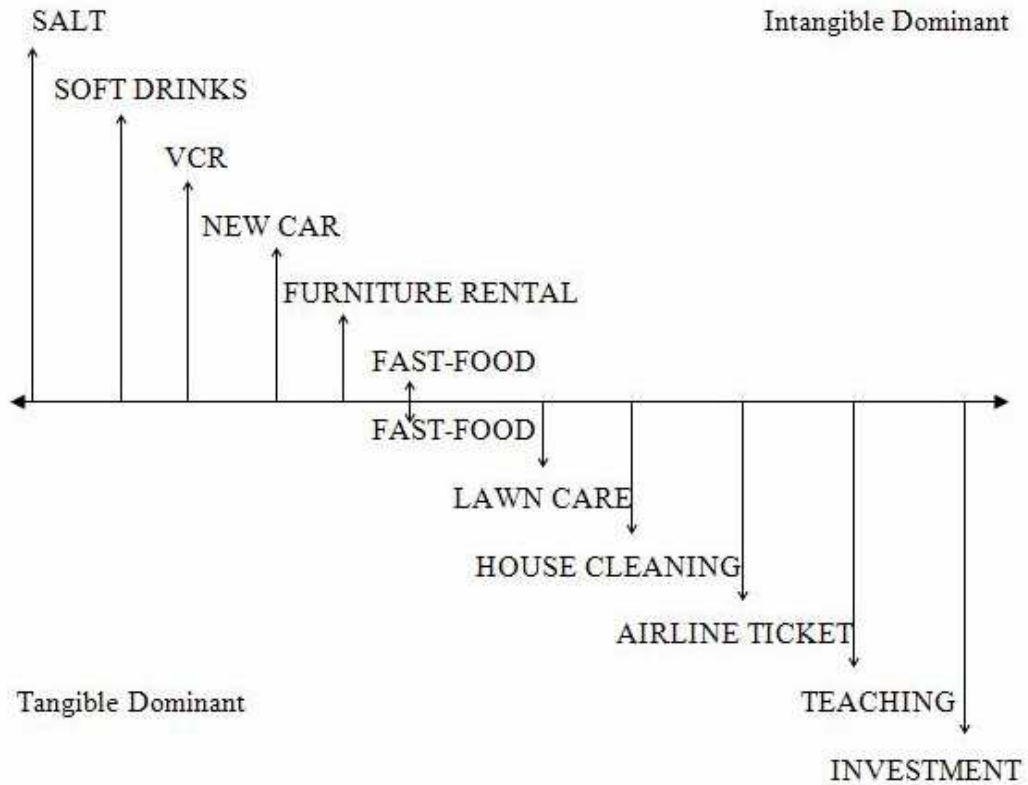 SALT
Intangible Dominant
SOFT DRINKS
VCR
NEW CAR
FURNITURE RENTAL
FAST-FOOD
FAST-FOOD
LAWN CARE
HOUSE CLEANING
AIRLINE TICKET
Tangible Dominant
TEACHING
INVESTMENT